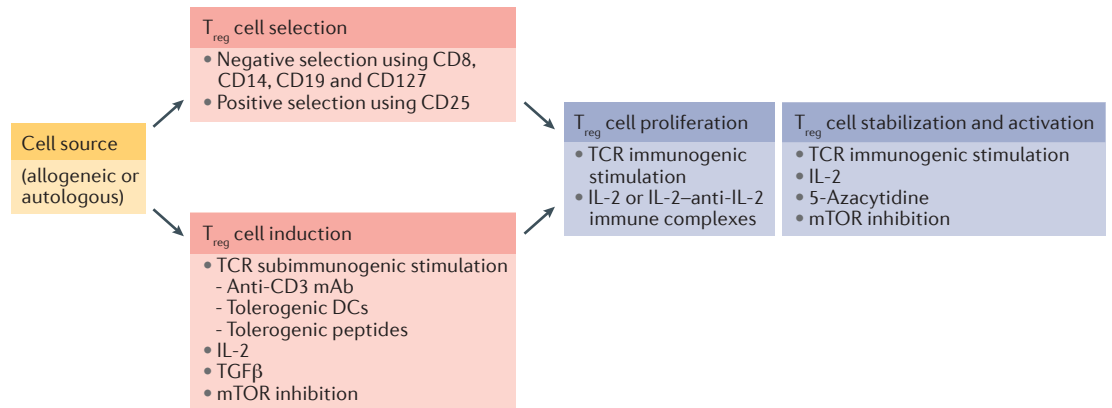 Cell source
(allogeneic or
autologous)
Treg cell selection
• Negative selection using CD8,
CD14, CD19 and CD127
• Positive selection using CD25
Treg cell induction
• TCR subimmunogenic stimulation
- Anti-CD3 mAb
- Tolerogenic DCs
- Tolerogenic peptides
• IL-2
• TGFβ
• mTOR inhibition
Treg cell proliferation
• TCR immunogenic
stimulation
• IL-2 or IL-2–anti-IL-2
immune complexes
Treg cell stabilization and activation
• TCR immunogenic stimulation
• IL-2
• 5-Azacytidine
• mTOR inhibition